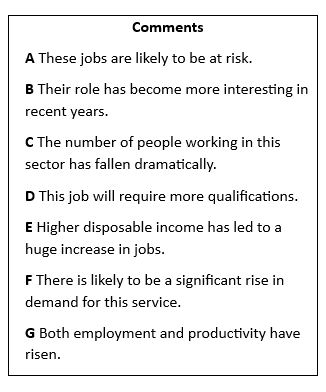 Comments
A These jobs are likely to be at risk.
B Their role has become more interesting in
recent years.
C The number of people working in this
sector has fallen dramatically.
D This job will require more qualifications.
E Higher disposable income has led to a
huge increase in jobs.
F There is likely to be a significant rise in
demand for this service.
G Both employment and productivity have
risen.